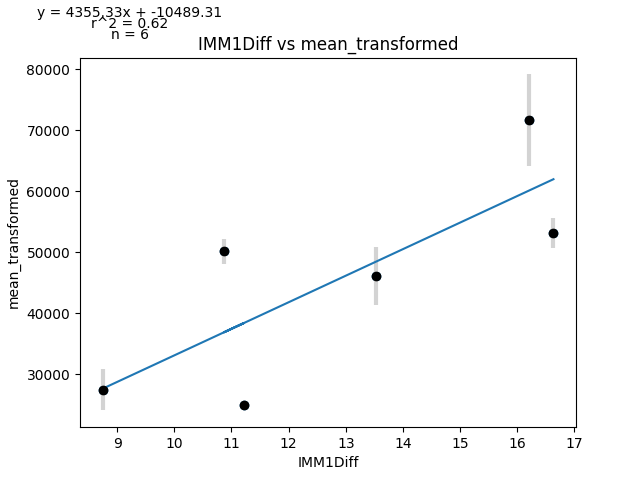 y = 4355.33x + -10489.31
r^2 = 0.62
n = 6
IMM1Diff vs mean_transformed
80000
70000
60000
50000
40000
30000
mean_transformed
9 10 11 12 13 14 15 16 17
IMM1Diff